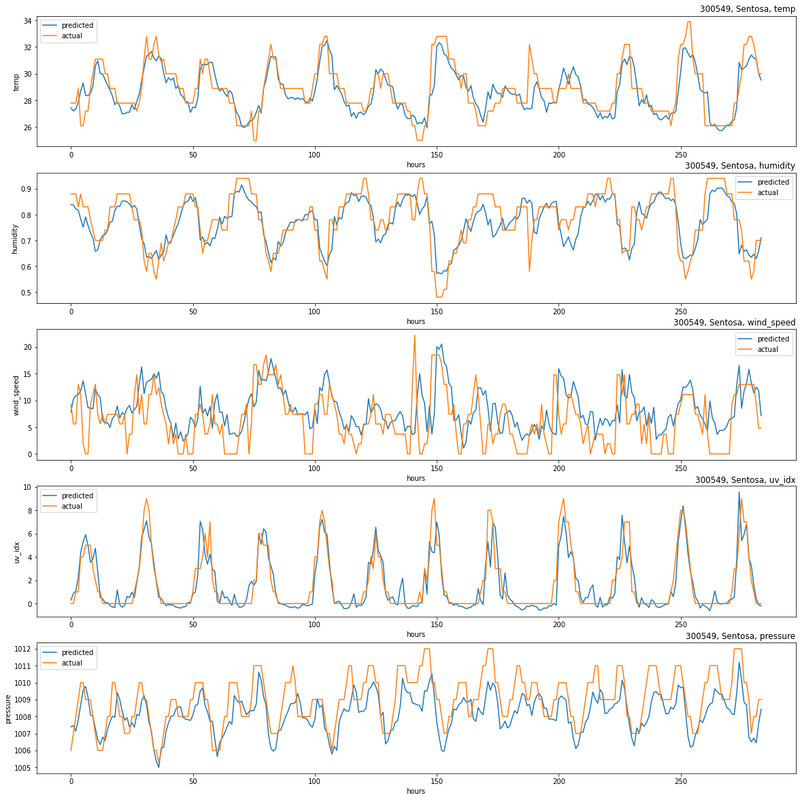 300549, Sentosa, temp
predicted
actual
temp
34
32
30
28
26
0 50 100 150 200 250
hours
300549, Sentosa, humidity
predicted
actual
humidity
0.9
0.8
0.7
0.6
0.5
0 50 100 150 200 250
hours
300549, Sentosa, wind_speed
predicted
actual
wind_speed
20
15
10
5
0
0 50 100 150 200 250
hours
300549, Sentosa, uv_idx
predicted
actual
uv_idx
10
8
6
4
2
0
0 50 100 150 200 250
hours
300549, Sentosa, pressure
predicted
actual
pressure
1012
1011
1010
1009
1008
1007
1006
1005
0 50 100 150 200 250
hours